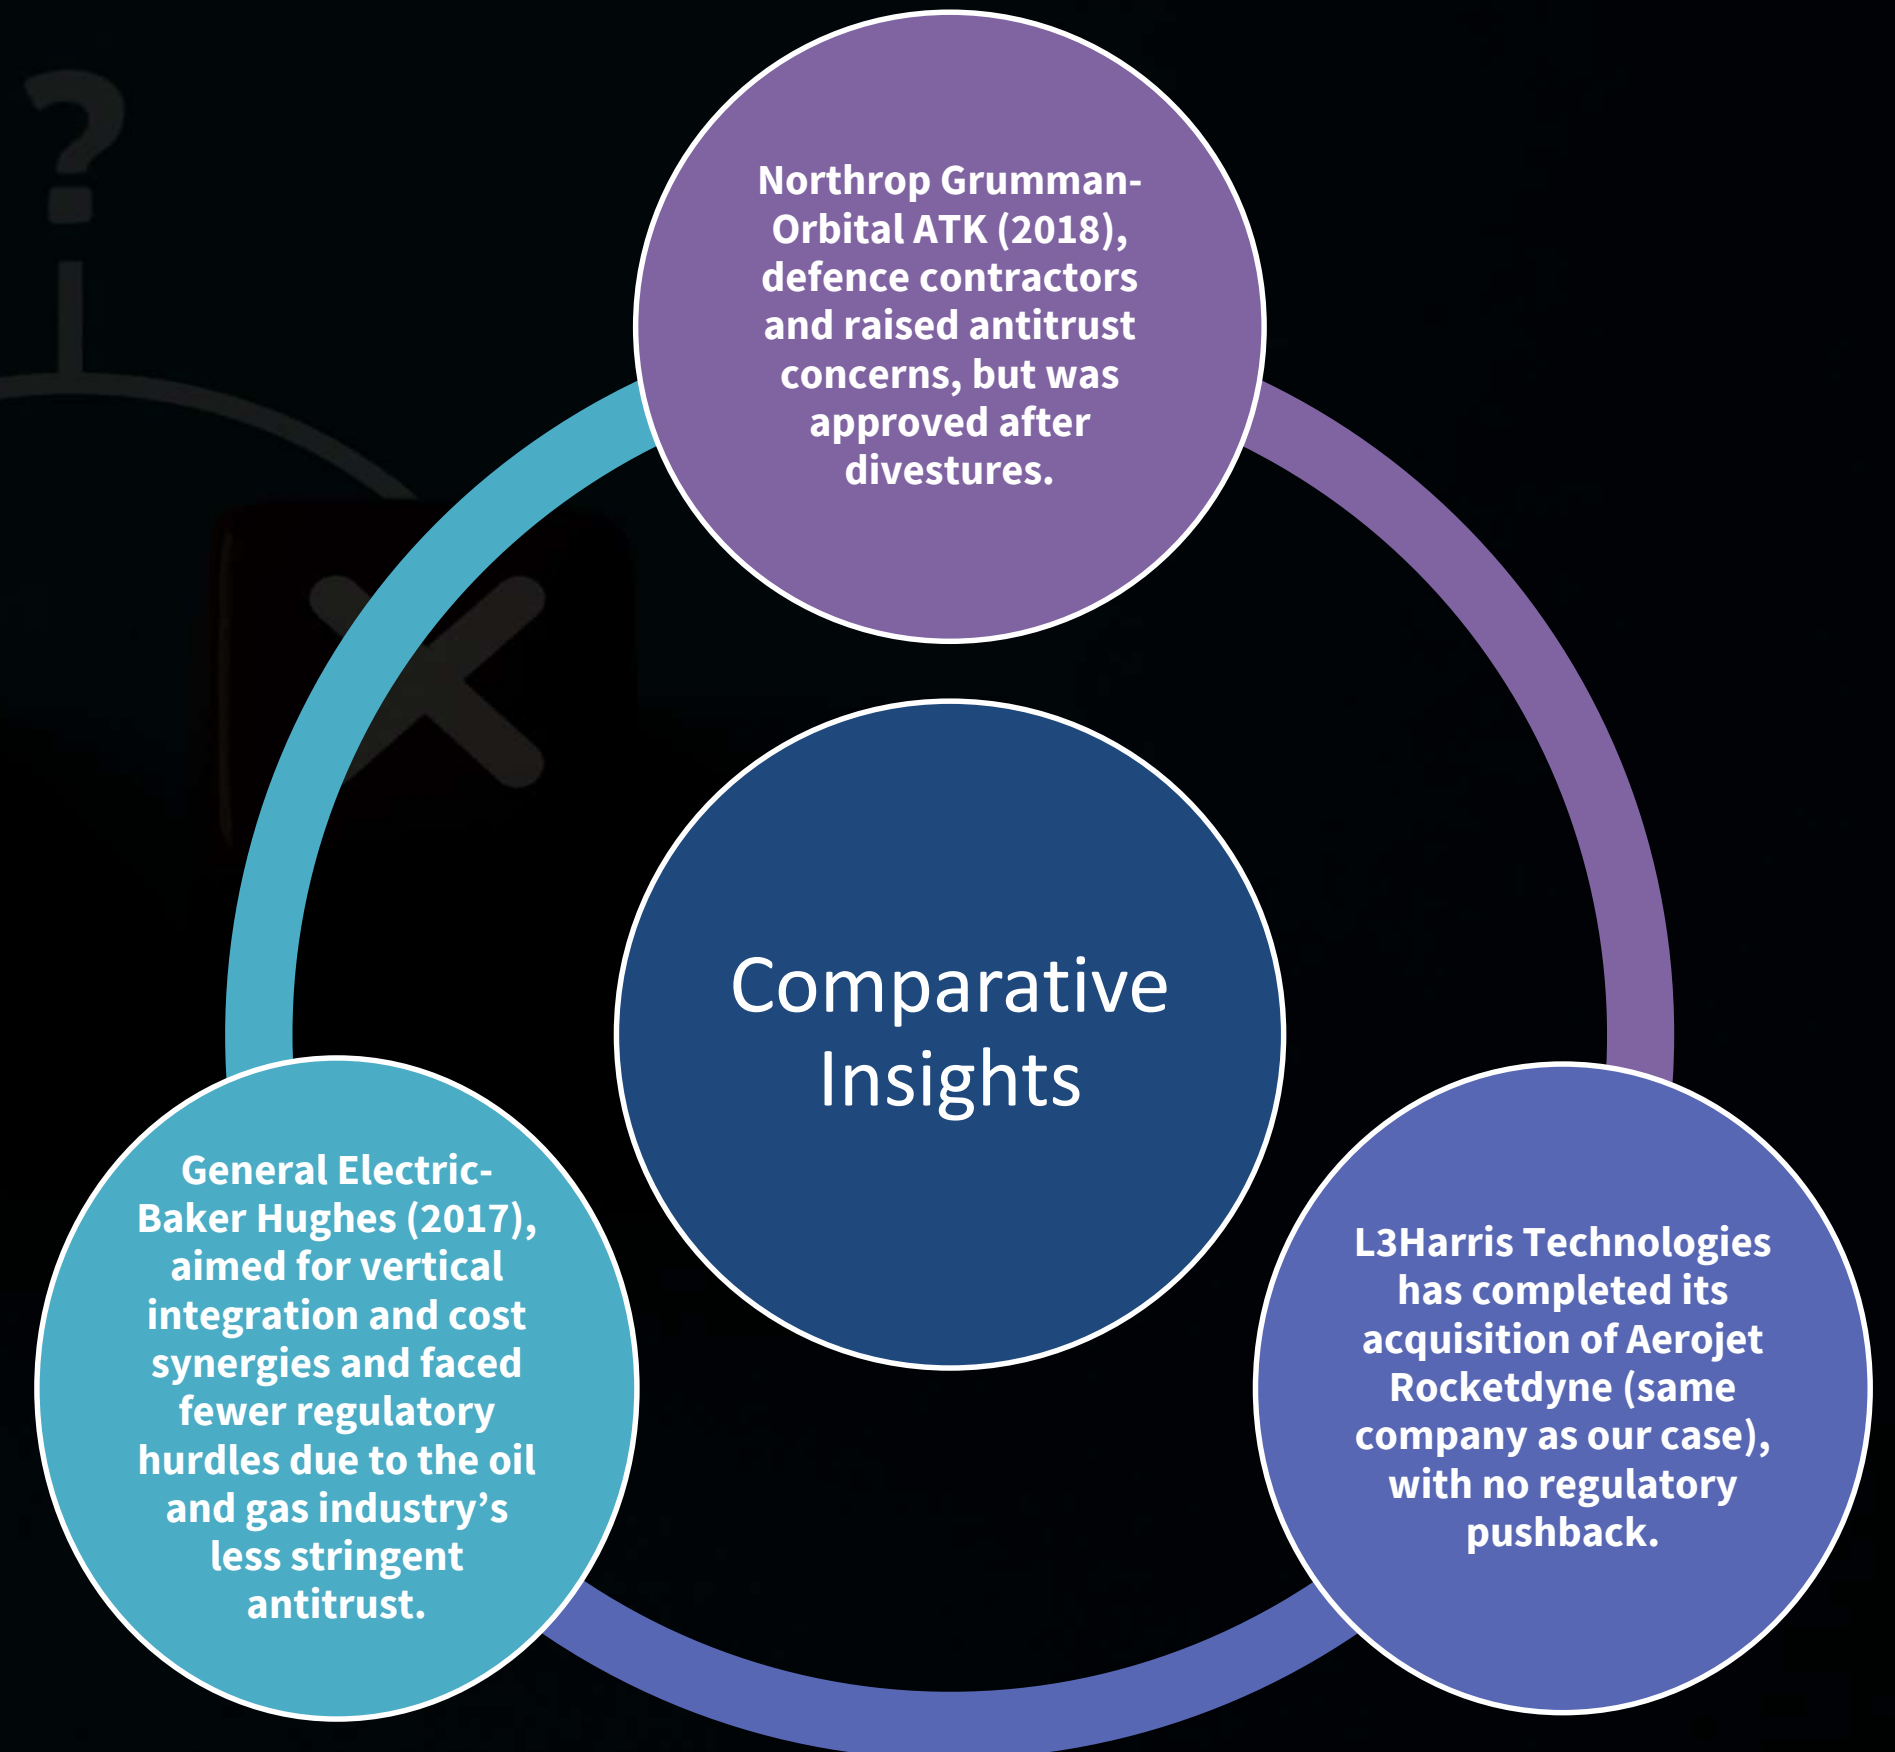 ?
Northrop Grumman-
Orbital ATK (2018),
defence contractors
and raised antitrust
concerns, but was
approved after
divestures.
Comparative
Insights
General Electric-
Baker Hughes (2017),
aimed for vertical
integration and cost
synergies and faced
fewer regulatory
hurdles due to the oil
and gas industry’s
less stringent
antitrust.
L3Harris Technologies
has completed its
acquisition of Aerojet
Rocketdyne (same
company as our case),
with no regulatory
pushback.